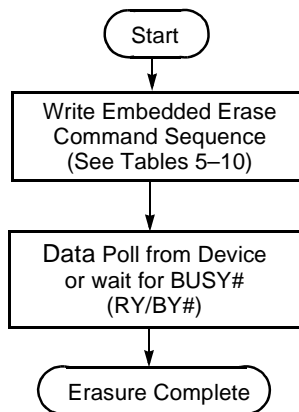 Start
Write Embedded Erase
Command Sequence
(See Tables 5–10)
Data Poll from Device
or wait for BUSY#
(RY/BY#)
Erasure Complete